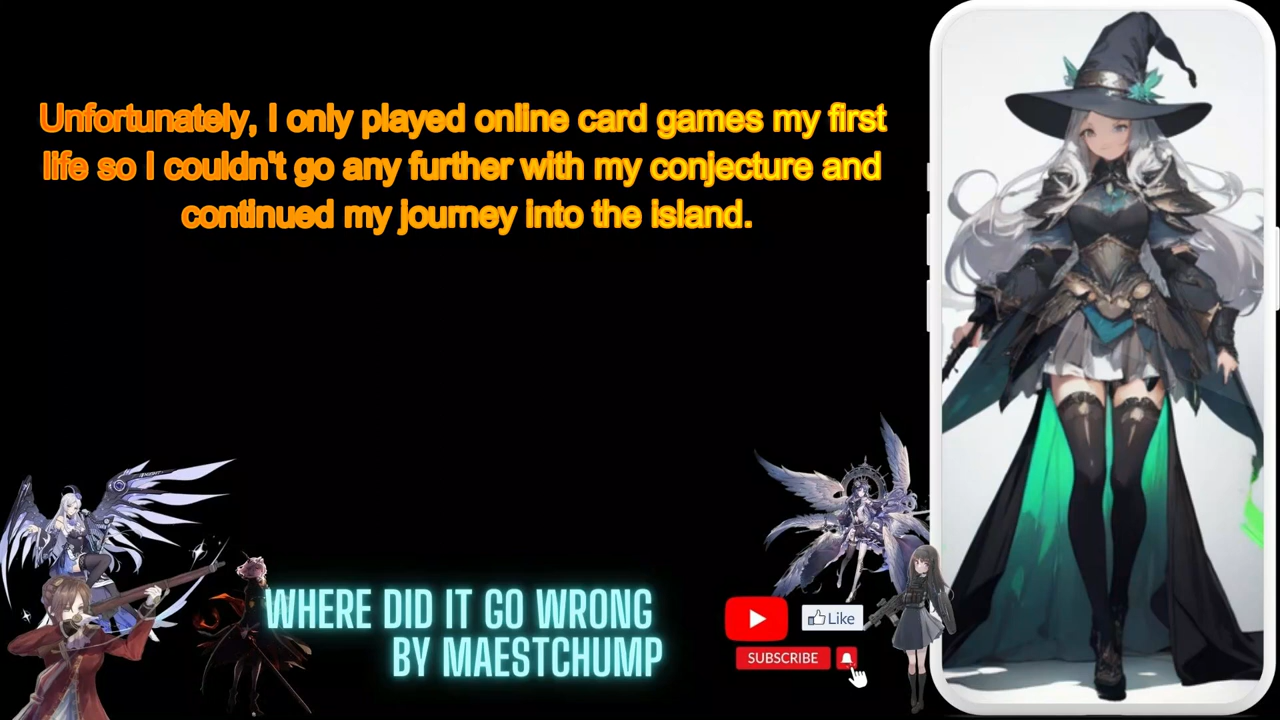 Unfortunately, I only played online card games my first
life so I couldn't go any further with my conjecture and
continued my journey into the island.
WHERE DID IT GO WRONG
BY MAESTCHUMP
Like
SUBSCRIBE